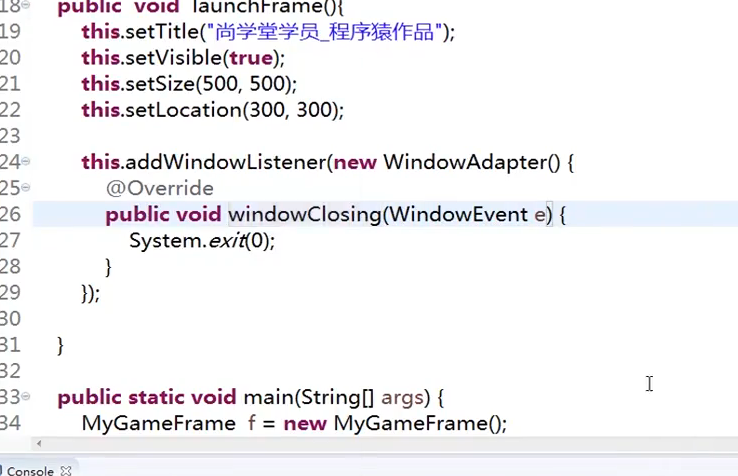 18 public void launchFrame(){
19 this.setTitle("尚学堂学员_程序猿作品");
20 this.setVisible(true);
21 this.setSize(500, 500);
22 this.setLocation(300, 300);
23
24 this.addWindowListener(new WindowAdapter() {
25 @Override
26 public void windowClosing(WindowEvent e) {
27 System.exit(0);
28 }
29 });
30
31 }
32
33 public static void main(String[] args) {
34 MyGameFrame f = new MyGameFrame();
Console